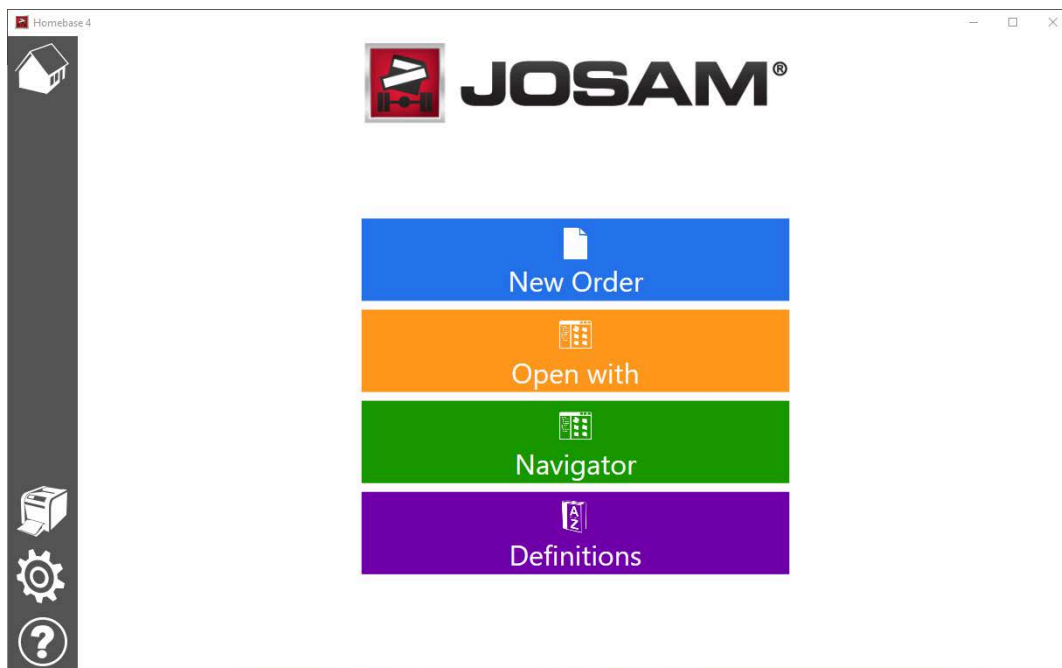 Homebase 4
JOSAM®
New Order
Open with
Navigator
A
Z
Definitions
?